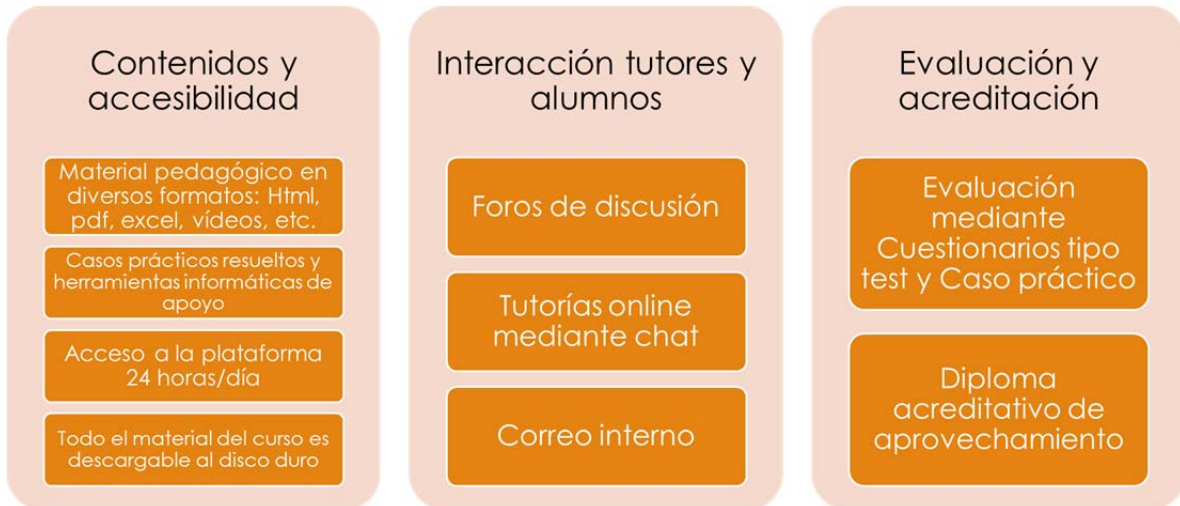 Contenidos y
accesibilidad
Material pedagógico en
diversos formatos: Html,
pdf, excel, vídeos, etc.
Casos prácticos resueltos y
herramientas informáticas de
apoyo
Acceso a la plataforma
24 horas/día
Todo el material del curso es
descargable al disco duro
Interacción tutores y
alumnos
Foros de discusión
Tutorías online
mediante chat
Correo interno
Evaluación y
acreditación
Evaluación
mediante
Cuestionarios tipo
test y Caso práctico
Diploma
acreditativo de
aprovechamiento